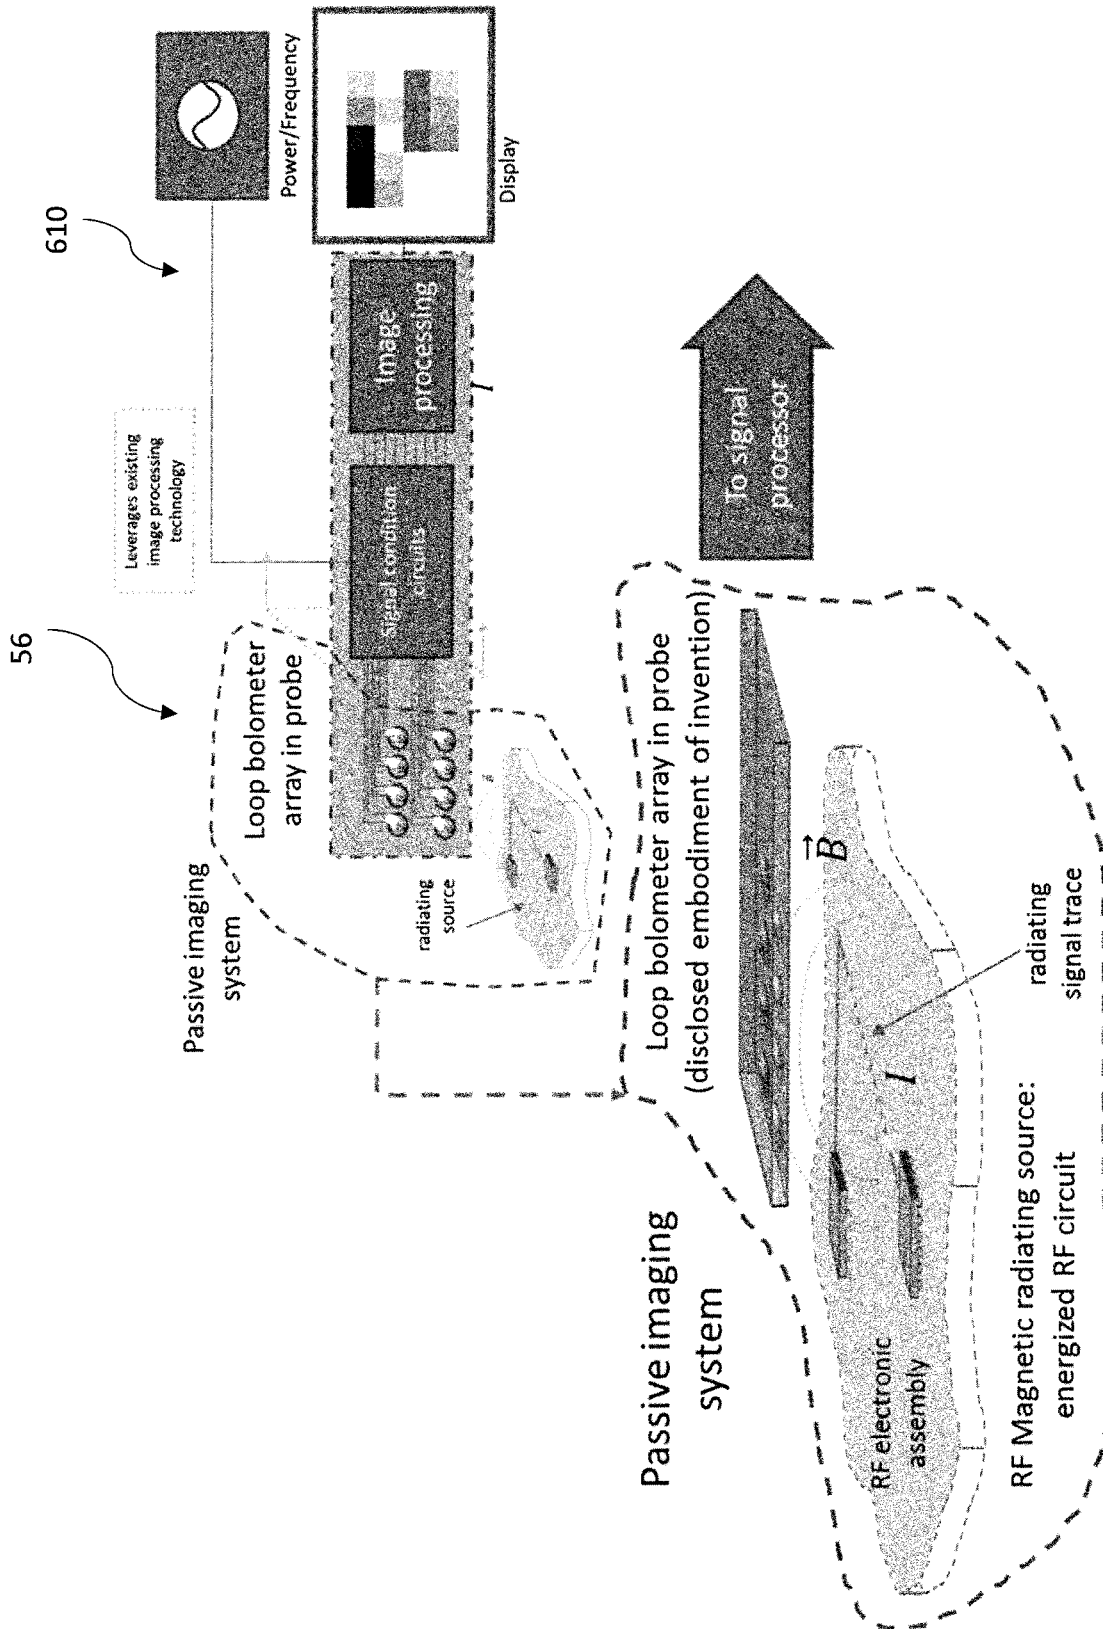 56
610
Passive imaging
system
Loop bolometer
array in probe
Leverages existing
image processing
technology
radiating
source
Signal condition
circuits
Image
processing
I
Power/Frequency
Display
Passive imaging
system
Loop bolometer array in probe
(disclosed embodiment of invention)
To signal
processor
B
I
RF electronic
assembly
radiating
signal trace
RF Magnetic radiating source:
energized RF circuit